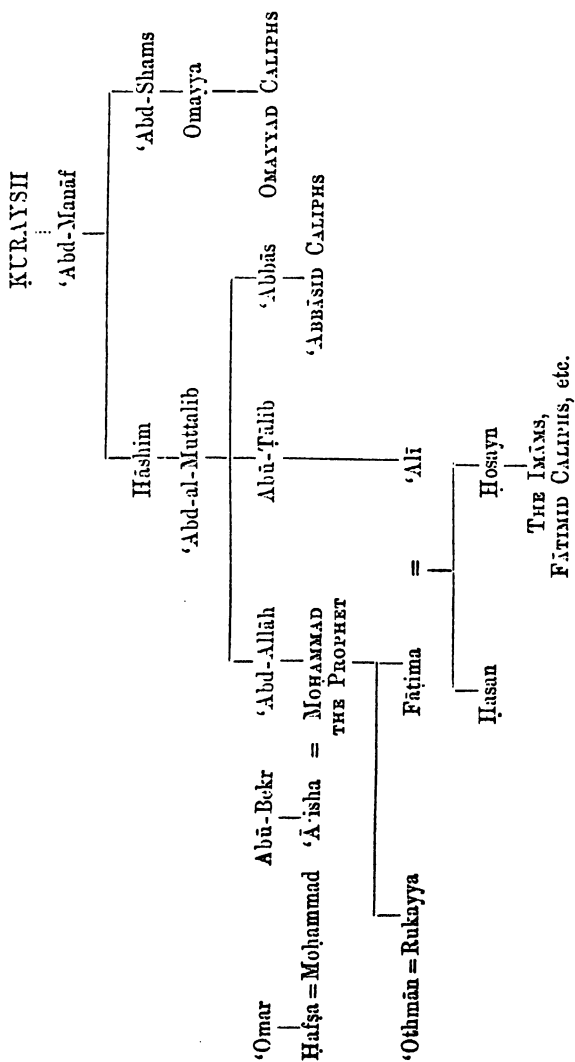 ḲURAYSH
‘Abd-Manāf
Hāshim ‘Abd-Shams
‘Abd-al-Muttalib Omayya
‘Omar Abū-Bekr ‘Abd-Allāh Abū-Ṭālib ‘Abbās OMAYYAD CALIPHS
Ḥafṣa = Moḥammad ‘Ā’isha = MOḤAMMAD ‘ABBĀSID CALIPHS
THE PROPHET
‘Othmān = Rukayya Fāṭima = ‘Alī
Ḥasan Ḥosayn
THE IMĀMS,
FĀṬIMID CALIPHS, etc.